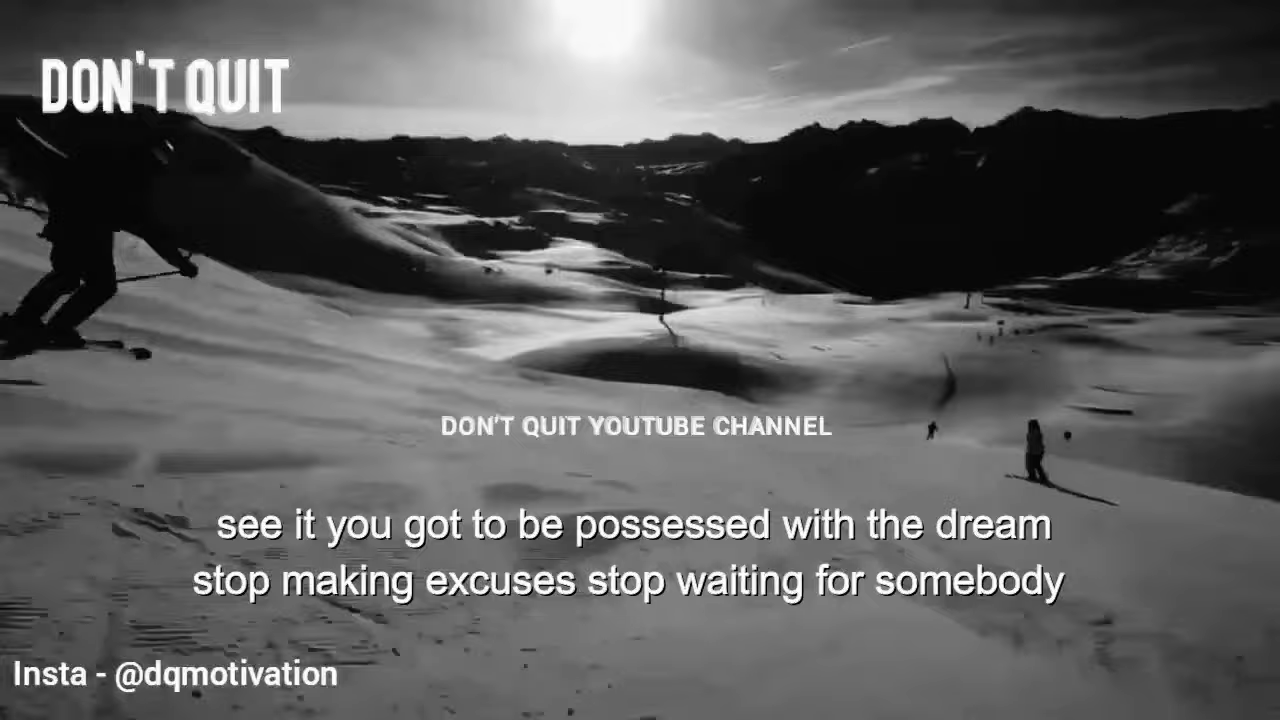 DON'T QUIT
DON'T QUIT YOUTUBE CHANNEL
see it you got to be possessed with the dream
stop making excuses stop waiting for somebody
Insta - @dqmotivation